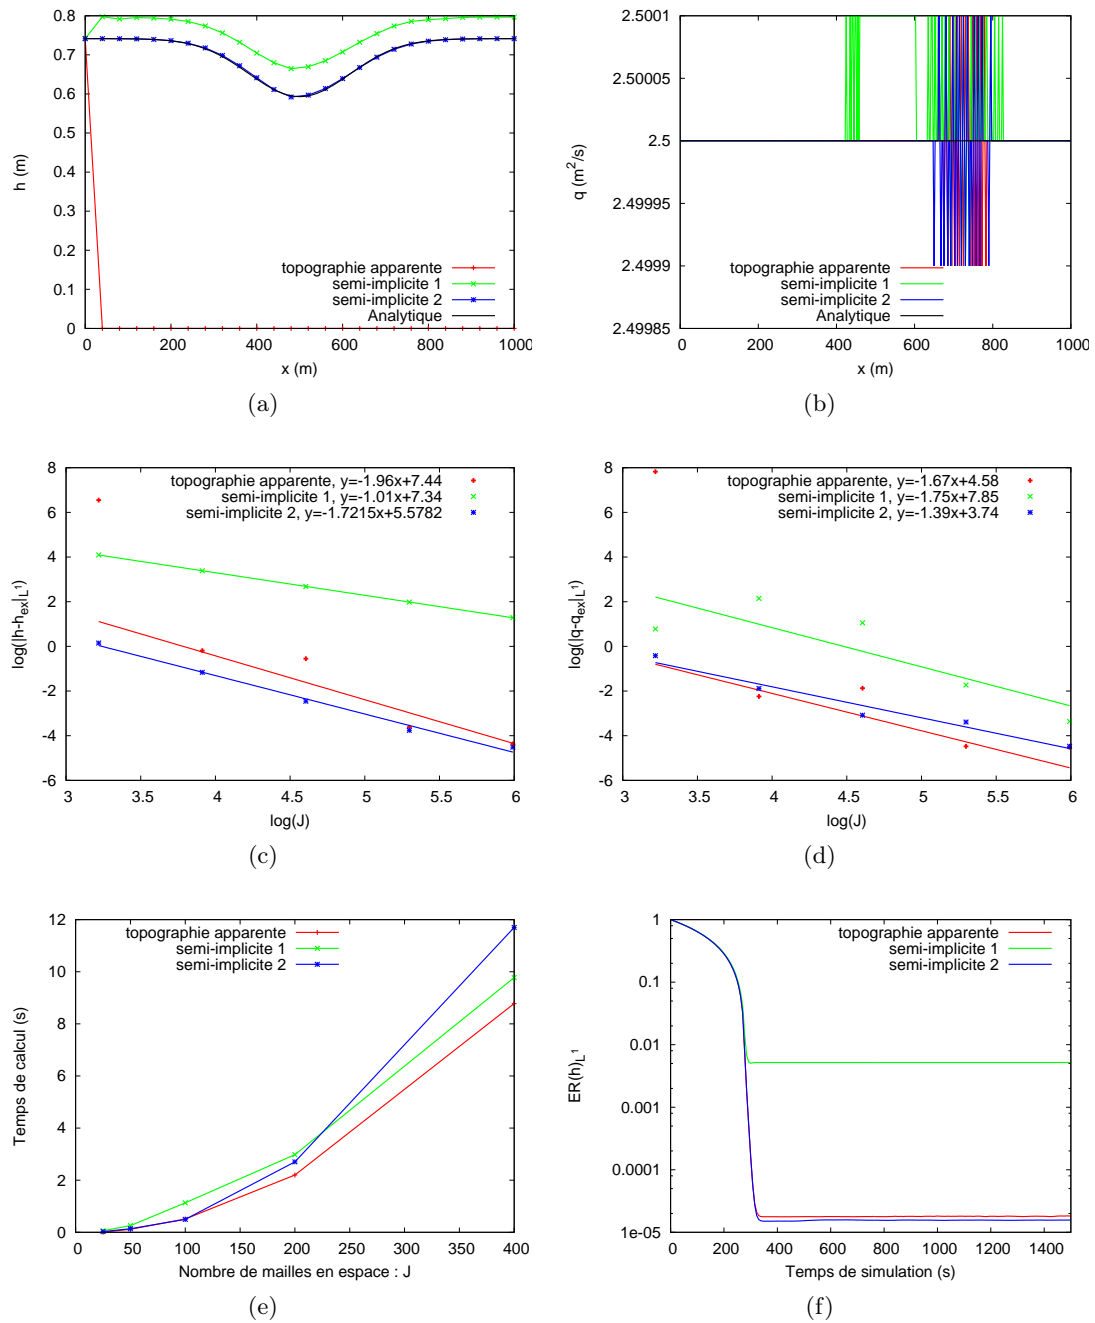 0.8
0.7
0.6
0.5
0.4
0.3
0.2
0.1
0
h (m)
0 200 400 600 800 1000
x (m)
topographie apparente
semi-implicite 1
semi-implicite 2
Analytique
(a)
2.5001
2.50005
2.5
2.49995
2.4999
2.49985
q (m²/s)
0 200 400 600 800 1000
x (m)
topographie apparente
semi-implicite 1
semi-implicite 2
Analytique
(b)
8
6
4
2
0
-2
-4
-6
log(|h-hex|L1)
3 3.5 4 4.5 5 5.5 6
log(J)
topographie apparente, y=-1.96x+7.44
semi-implicite 1, y=-1.01x+7.34
semi-implicite 2, y=-1.7215x+5.5782
(c)
8
6
4
2
0
-2
-4
-6
log(|q-qex|L1)
3 3.5 4 4.5 5 5.5 6
log(J)
topographie apparente, y=-1.67x+4.58
semi-implicite 1, y=-1.75x+7.85
semi-implicite 2, y=-1.39x+3.74
(d)
12
10
8
6
4
2
0
Temps de calcul (s)
0 50 100 150 200 250 300 350 400
Nombre de mailles en espace : J
topographie apparente
semi-implicite 1
semi-implicite 2
(e)
1
0.1
0.01
0.001
0.0001
1e-05
ER(h)L1
0 200 400 600 800 1000 1200 1400
Temps de simulation (s)
topographie apparente
semi-implicite 1
semi-implicite 2
(f)